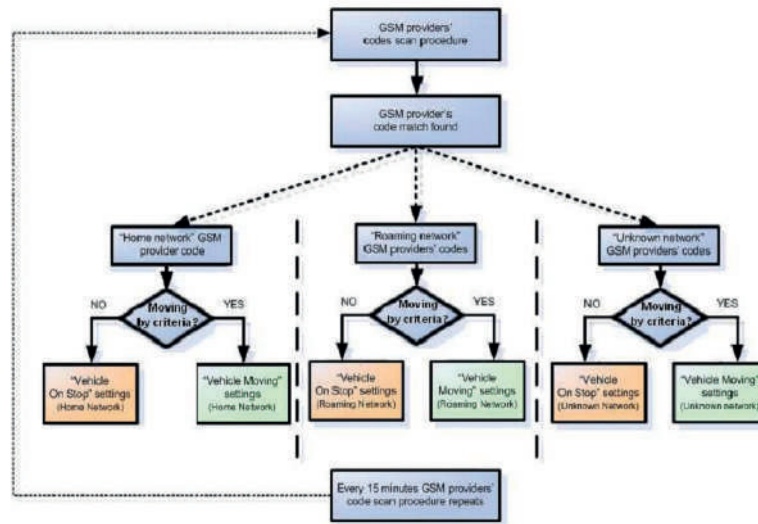 GSM providers'
codes scan procedure
GSM provider's
code match found
"Home network" GSM
provider code
"Roaming network"
GSM providers' codes
"Unknown network"
GSM providers' codes
NO
Moving
by criteria?
YES
NO
Moving
by criteria?
YES
NO
Moving
by criteria?
YES
"Vehicle
On Stop" settings
(Home Network)
"Vehicle Moving"
settings
(Home Network)
"Vehicle
On Stop" settings
(Roaming Network)
"Vehicle
Moving" settings
(Roaming Network)
"Vehicle
On Stop" settings
(Unknown Network)
"Vehicle Moving"
settings
(Unknown network)
Every 15 minutes GSM providers'
code scan procedure repeats